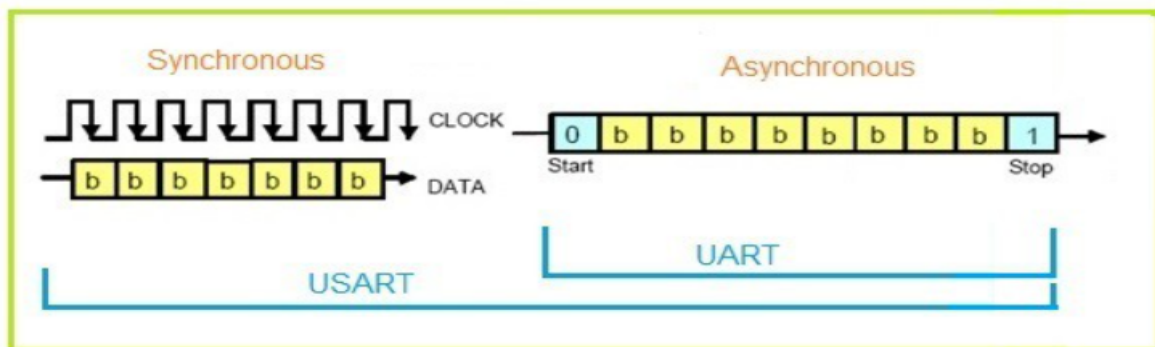 Synchronous
Asynchronous
CLOCK
0 b b b b b b b b 1
Start
Stop
b b b b b b b
DATA
UART
USART